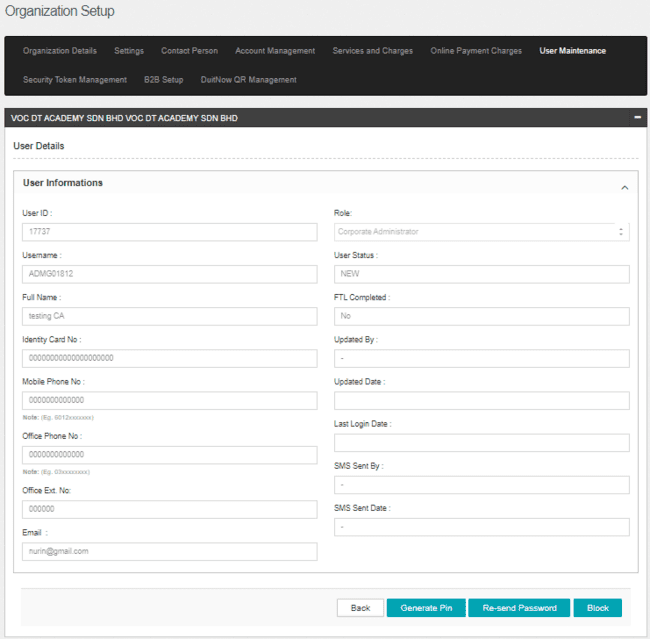 Organization Setup
Organization Details Settings Contact Person Account Management Services and Charges Online Payment Charges User Maintenance
Security Token Management B2B Setup DuitNow QR Management
VOC DT ACADEMY SDN BHD VOC DT ACADEMY SDN BHD
User Details
User Informations
User ID :
17737
Role:
Corporate Administrator
Username :
ADMG01812
User Status :
NEW
Full Name :
testing CA
FTL Completed :
No
Identity Card No :
00000000000000000000
Updated By :
-
Mobile Phone No :
0000000000000
Note: (Eg. 6012xxxxxxx)
Updated Date :
Office Phone No :
0000000000000
Note: (Eg. 03xxxxxxxx)
Last Login Date :
Office Ext. No:
000000
SMS Sent By :
-
Email :
nurin@gmail.com
SMS Sent Date :
-
Back Generate Pin Re-send Password Block